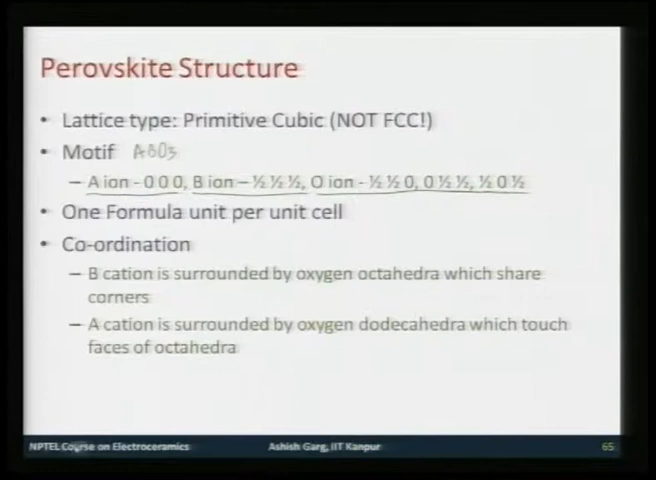 Perovskite Structure
• Lattice type: Primitive Cubic (NOT FCC!)
• Motif ABO3
– A ion - 0 0 0, B ion – ½ ½ ½, O ion - ½ ½ 0, 0 ½ ½, ½ 0 ½
• One Formula unit per unit cell
• Co-ordination
– B cation is surrounded by oxygen octahedra which share
corners
– A cation is surrounded by oxygen dodecahedra which touch
faces of octahedra
NPTEL Course on Electroceramics Ashish Garg, IIT Kanpur 65